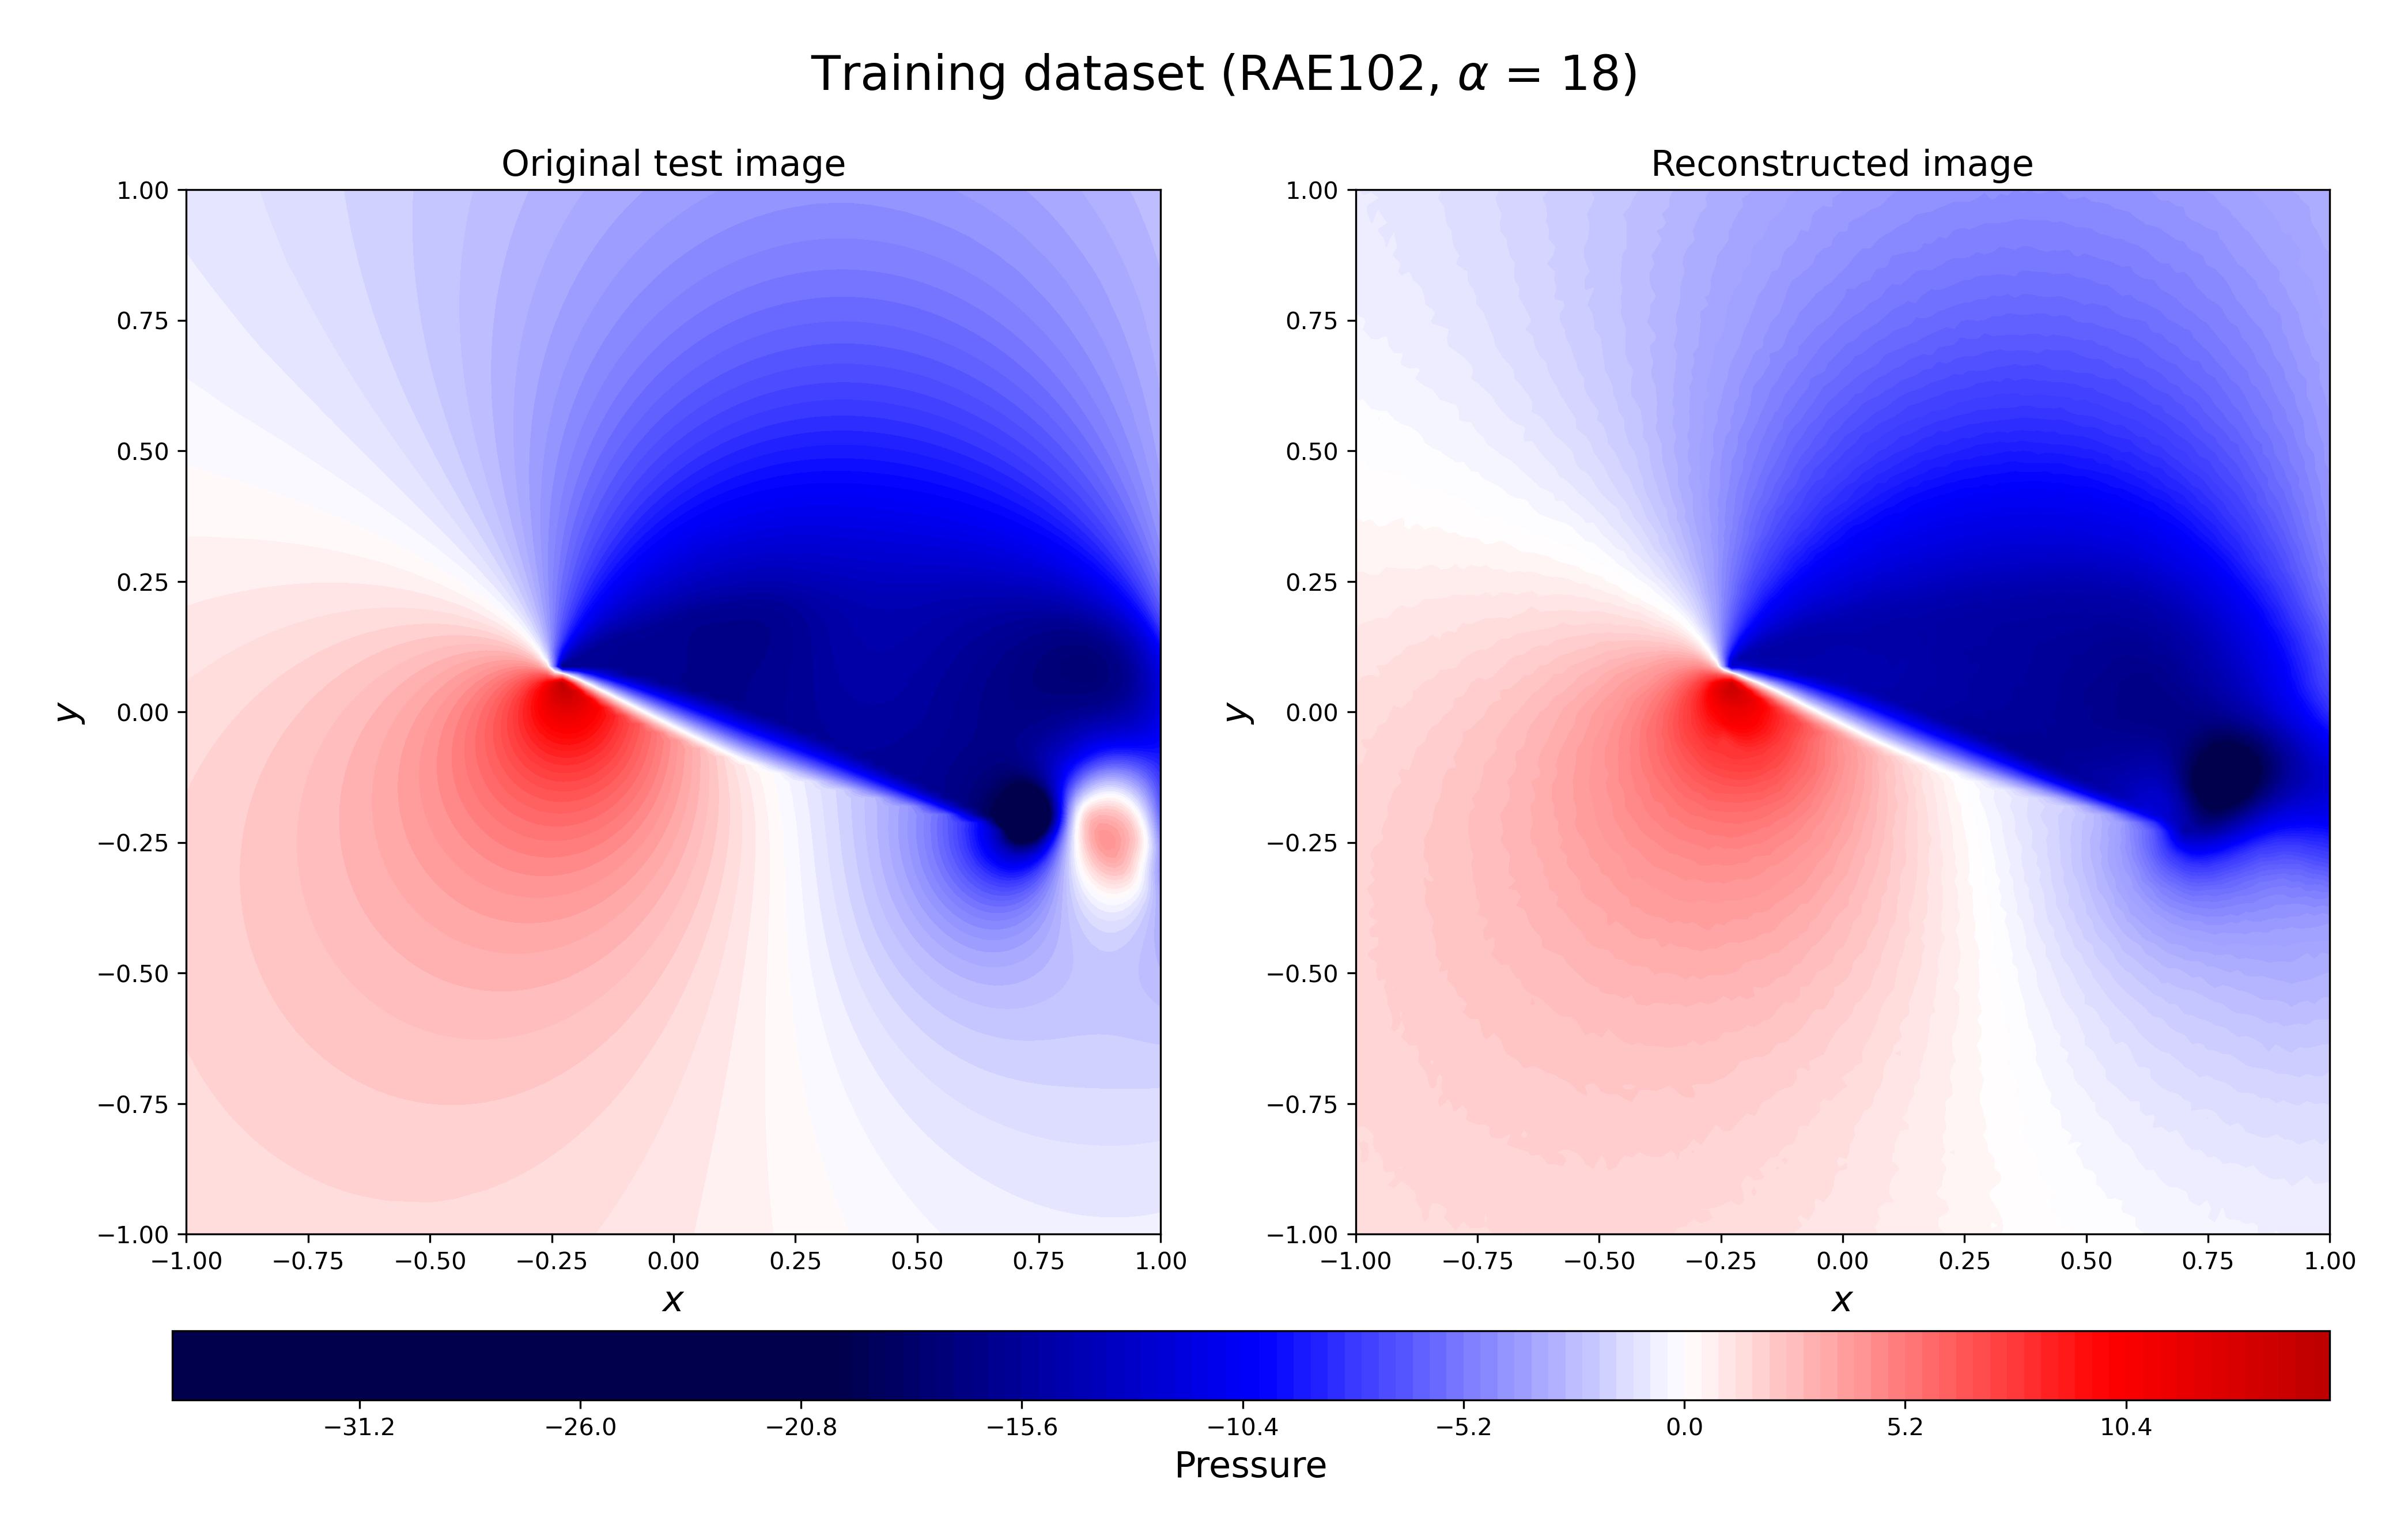 Training dataset (RAE102, α = 18)
Original test image
Reconstructed image
1.00
0.75
0.50
0.25
0.00
−0.25
−0.50
−0.75
−1.00
y
−1.00 −0.75 −0.50 −0.25 0.00 0.25 0.50 0.75 1.00
x
1.00
0.75
0.50
0.25
0.00
−0.25
−0.50
−0.75
−1.00
y
−1.00 −0.75 −0.50 −0.25 0.00 0.25 0.50 0.75 1.00
x
−31.2 −26.0 −20.8 −15.6 −10.4 −5.2 0.0 5.2 10.4
Pressure